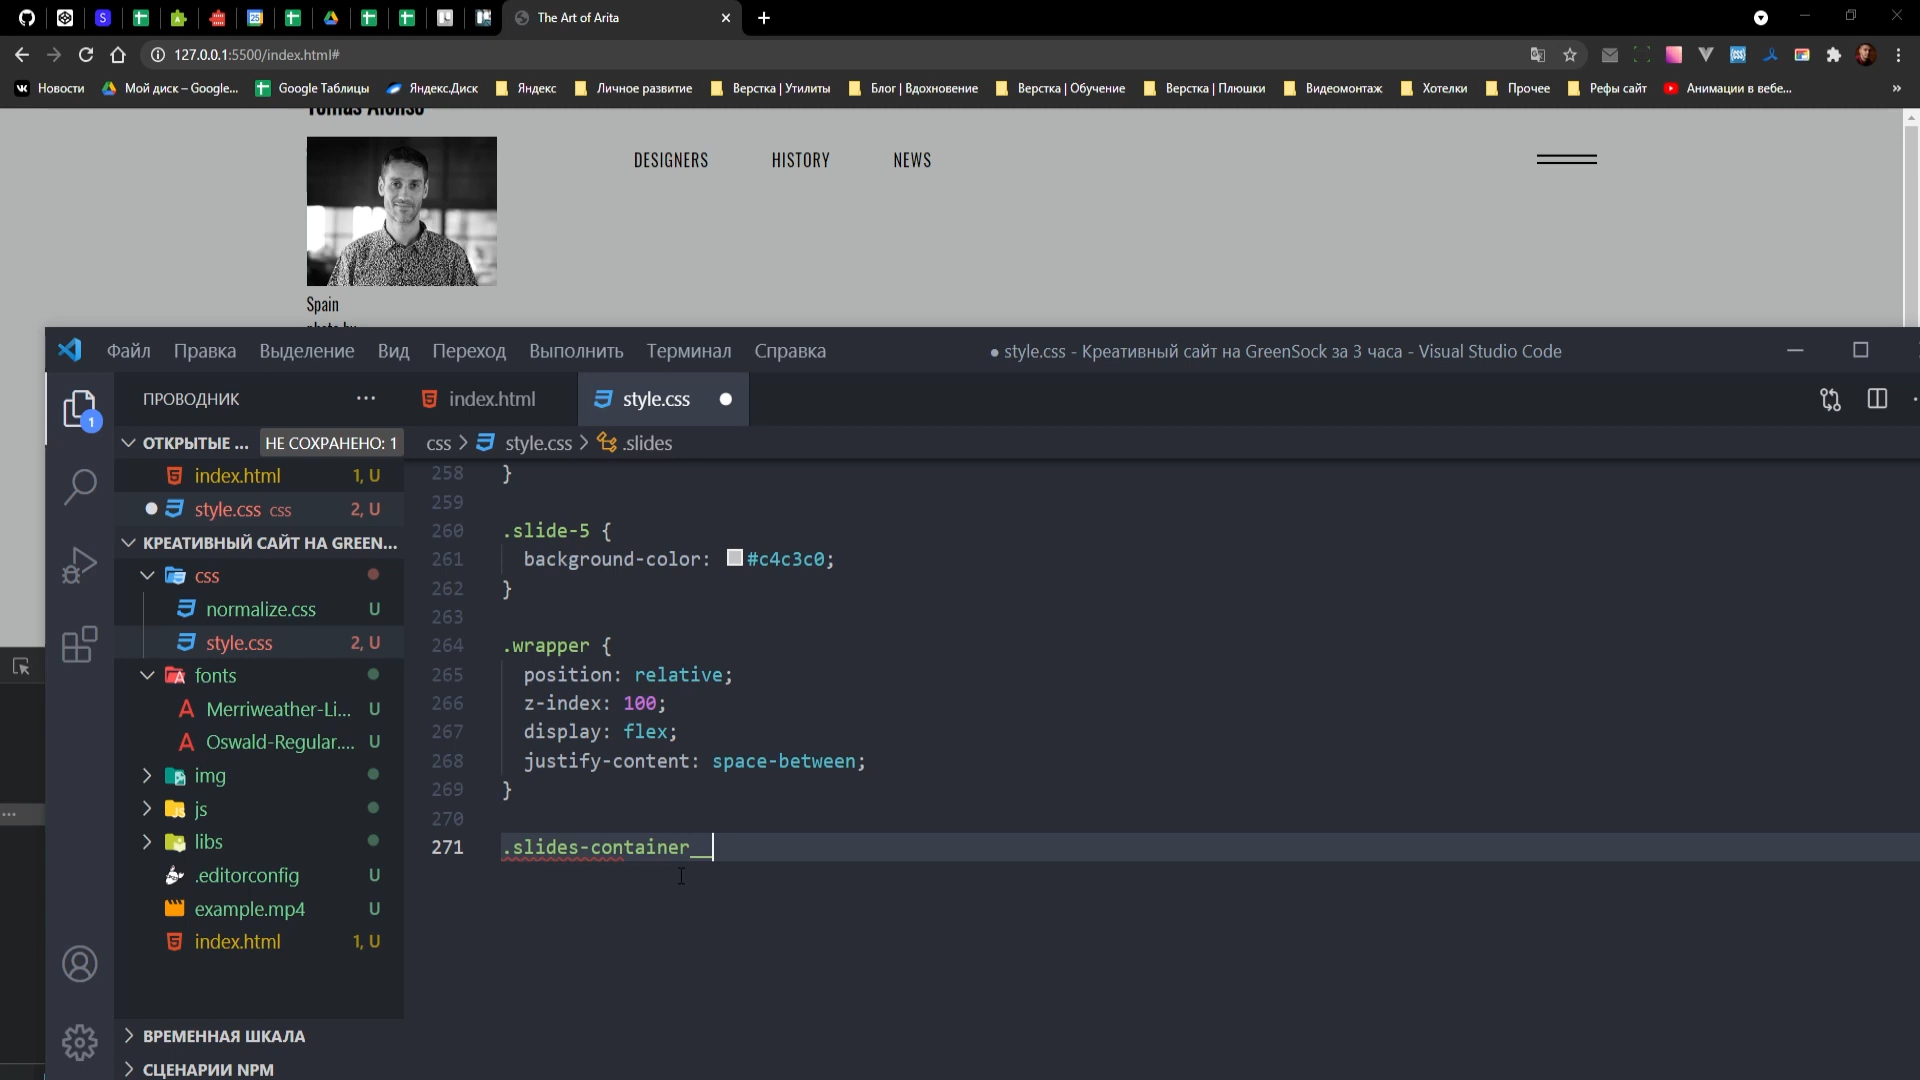 The Art of Arita
127.0.0.1:5500/index.html#
Новости
Мой диск – Google...
Google Таблицы
Яндекс.Диск
Яндекс
Личное развитие
Верстка | Утилиты
Блог | Вдохновение
Верстка | Обучение
Верстка | Плюшки
Видеомонтаж
Хотелки
Прочее
Рефы сайт
Анимации в вебе...
»
Tomas Alonso
DESIGNERS HISTORY NEWS
Spain
photo by
Файл Правка Выделение Вид Переход Выполнить Терминал Справка
● style.css - Креативный сайт на GreenSock за 3 часа - Visual Studio Code
ПРОВОДНИК ...
index.html
style.css
ОТКРЫТЫЕ ... НЕ СОХРАНЕНО: 1
css > style.css > .slides
index.html 1, U
style.css css 2, U
КРЕАТИВНЫЙ САЙТ НА GREEN...
css
normalize.css U
style.css 2, U
fonts
Merriweather-Li... U
Oswald-Regular.... U
img
js
libs
.editorconfig U
example.mp4 U
index.html 1, U
ВРЕМЕННАЯ ШКАЛА
СЦЕНАРИИ NPM
258 }
259
260 .slide-5 {
261 background-color: #c4c3c0;
262 }
263
264 .wrapper {
265 position: relative;
266 z-index: 100;
267 display: flex;
268 justify-content: space-between;
269 }
270
271 .slides-container__